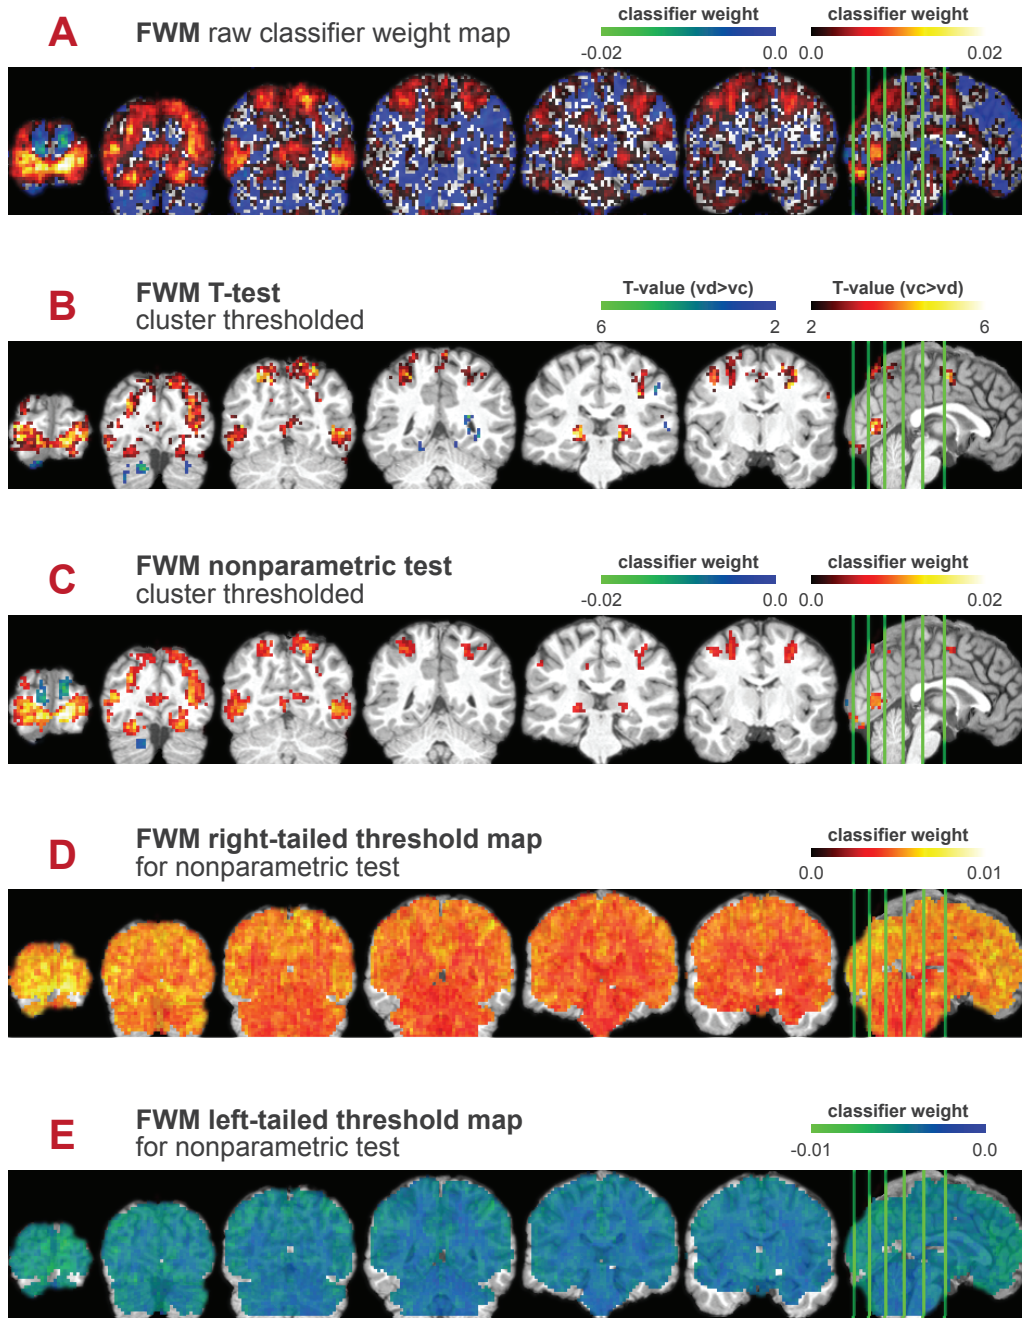 A
FWM raw classifier weight map
classifier weight
-0.02 0.0
classifier weight
0.0 0.02
B
FWM T-test
cluster thresholded
T-value (vd>vc)
6 2
T-value (vc>vd)
2 6
C
FWM nonparametric test
cluster thresholded
classifier weight
-0.02 0.0
classifier weight
0.0 0.02
D
FWM right-tailed threshold map
for nonparametric test
classifier weight
0.0 0.01
E
FWM left-tailed threshold map
for nonparametric test
classifier weight
-0.01 0.0